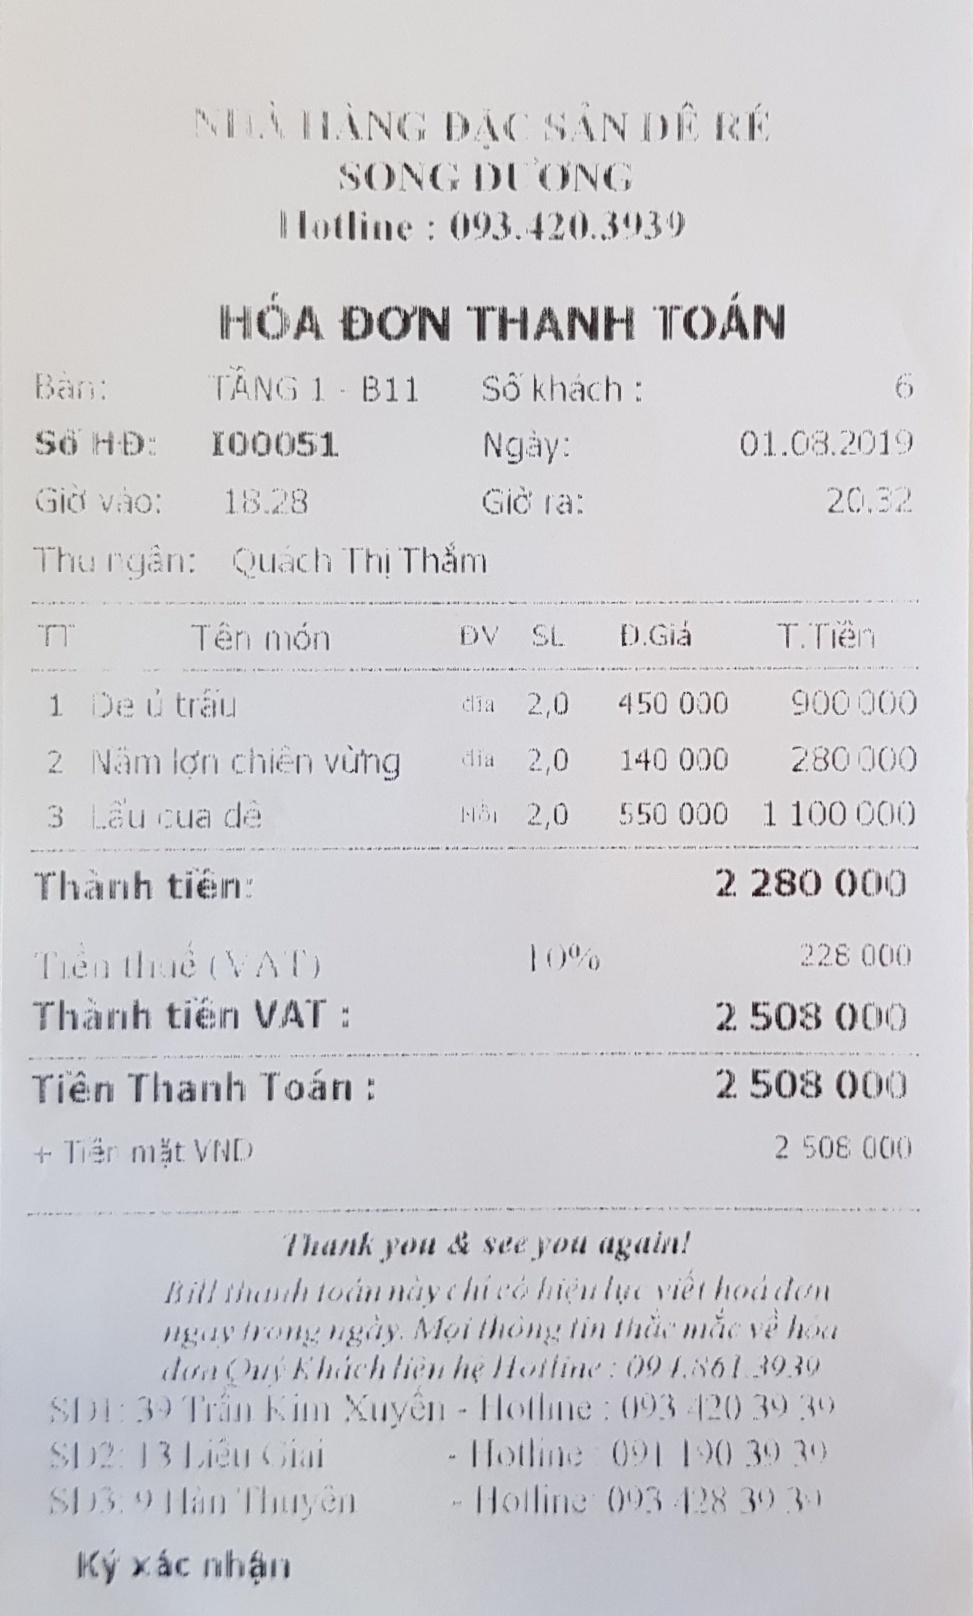 NHÀ HÀNG ĐẶC SẢN DÊ RÉ
SONG DƯƠNG
Hotline : 093.420.3939
HÓA ĐƠN THANH TOÁN
Bàn: TẦNG 1 - B11 Số khách : 6
Số HĐ: I00051 Ngày: 01.08.2019
Giờ vào: 18.28 Giờ ra: 20.32
Thu ngân: Quách Thị Thắm
TT Tên món ĐV SL Đ.Giá T.Tiền
1 Dê ủ trấu đĩa 2,0 450 000 900 000
2 Nầm lợn chiên vừng đĩa 2,0 140 000 280 000
3 Lẩu cua dê Nồi 2,0 550 000 1 100 000
Thành tiền: 2 280 000
Tiền thuế (VAT) 10% 228 000
Thành tiền VAT : 2 508 000
Tiền Thanh Toán : 2 508 000
+ Tiền mặt VND 2 508 000
Thank you & see you again!
Bill thanh toán này chỉ có hiệu lực viết hoá đơn
ngay trong ngày. Mọi thông tin thắc mắc về hóa
đơn Quý Khách liên hệ Hotline : 094.861.3939
SD1: 39 Trần Kim Xuyến - Hotline : 093 420 39 39
SD2: 13 Liễu Giai - Hotline : 091 190 39 39
SD3: 9 Hàn Thuyên - Hotline: 093 428 39 39
Ký xác nhận